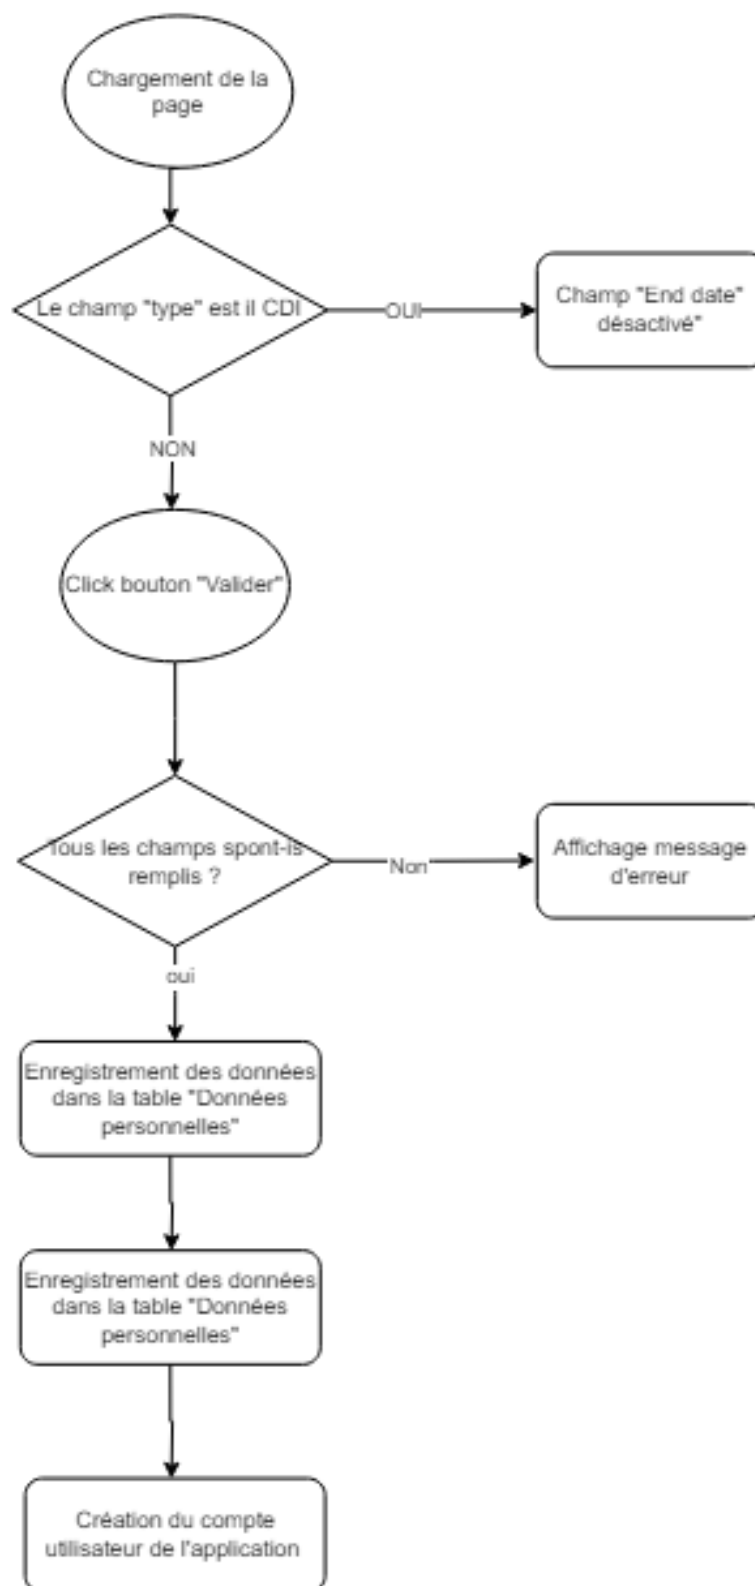 Chargement de la
page
Le champ "type" est il CDI
OUI
Champ "End date"
désactivé"
NON
Click bouton "Valider"
Tous les champs spont-is
remplis ?
Non
Affichage message
d'erreur
oui
Enregistrement des données
dans la table "Données
personnelles"
Enregistrement des données
dans la table "Données
personnelles"
Création du compte
utilisateur de l'application